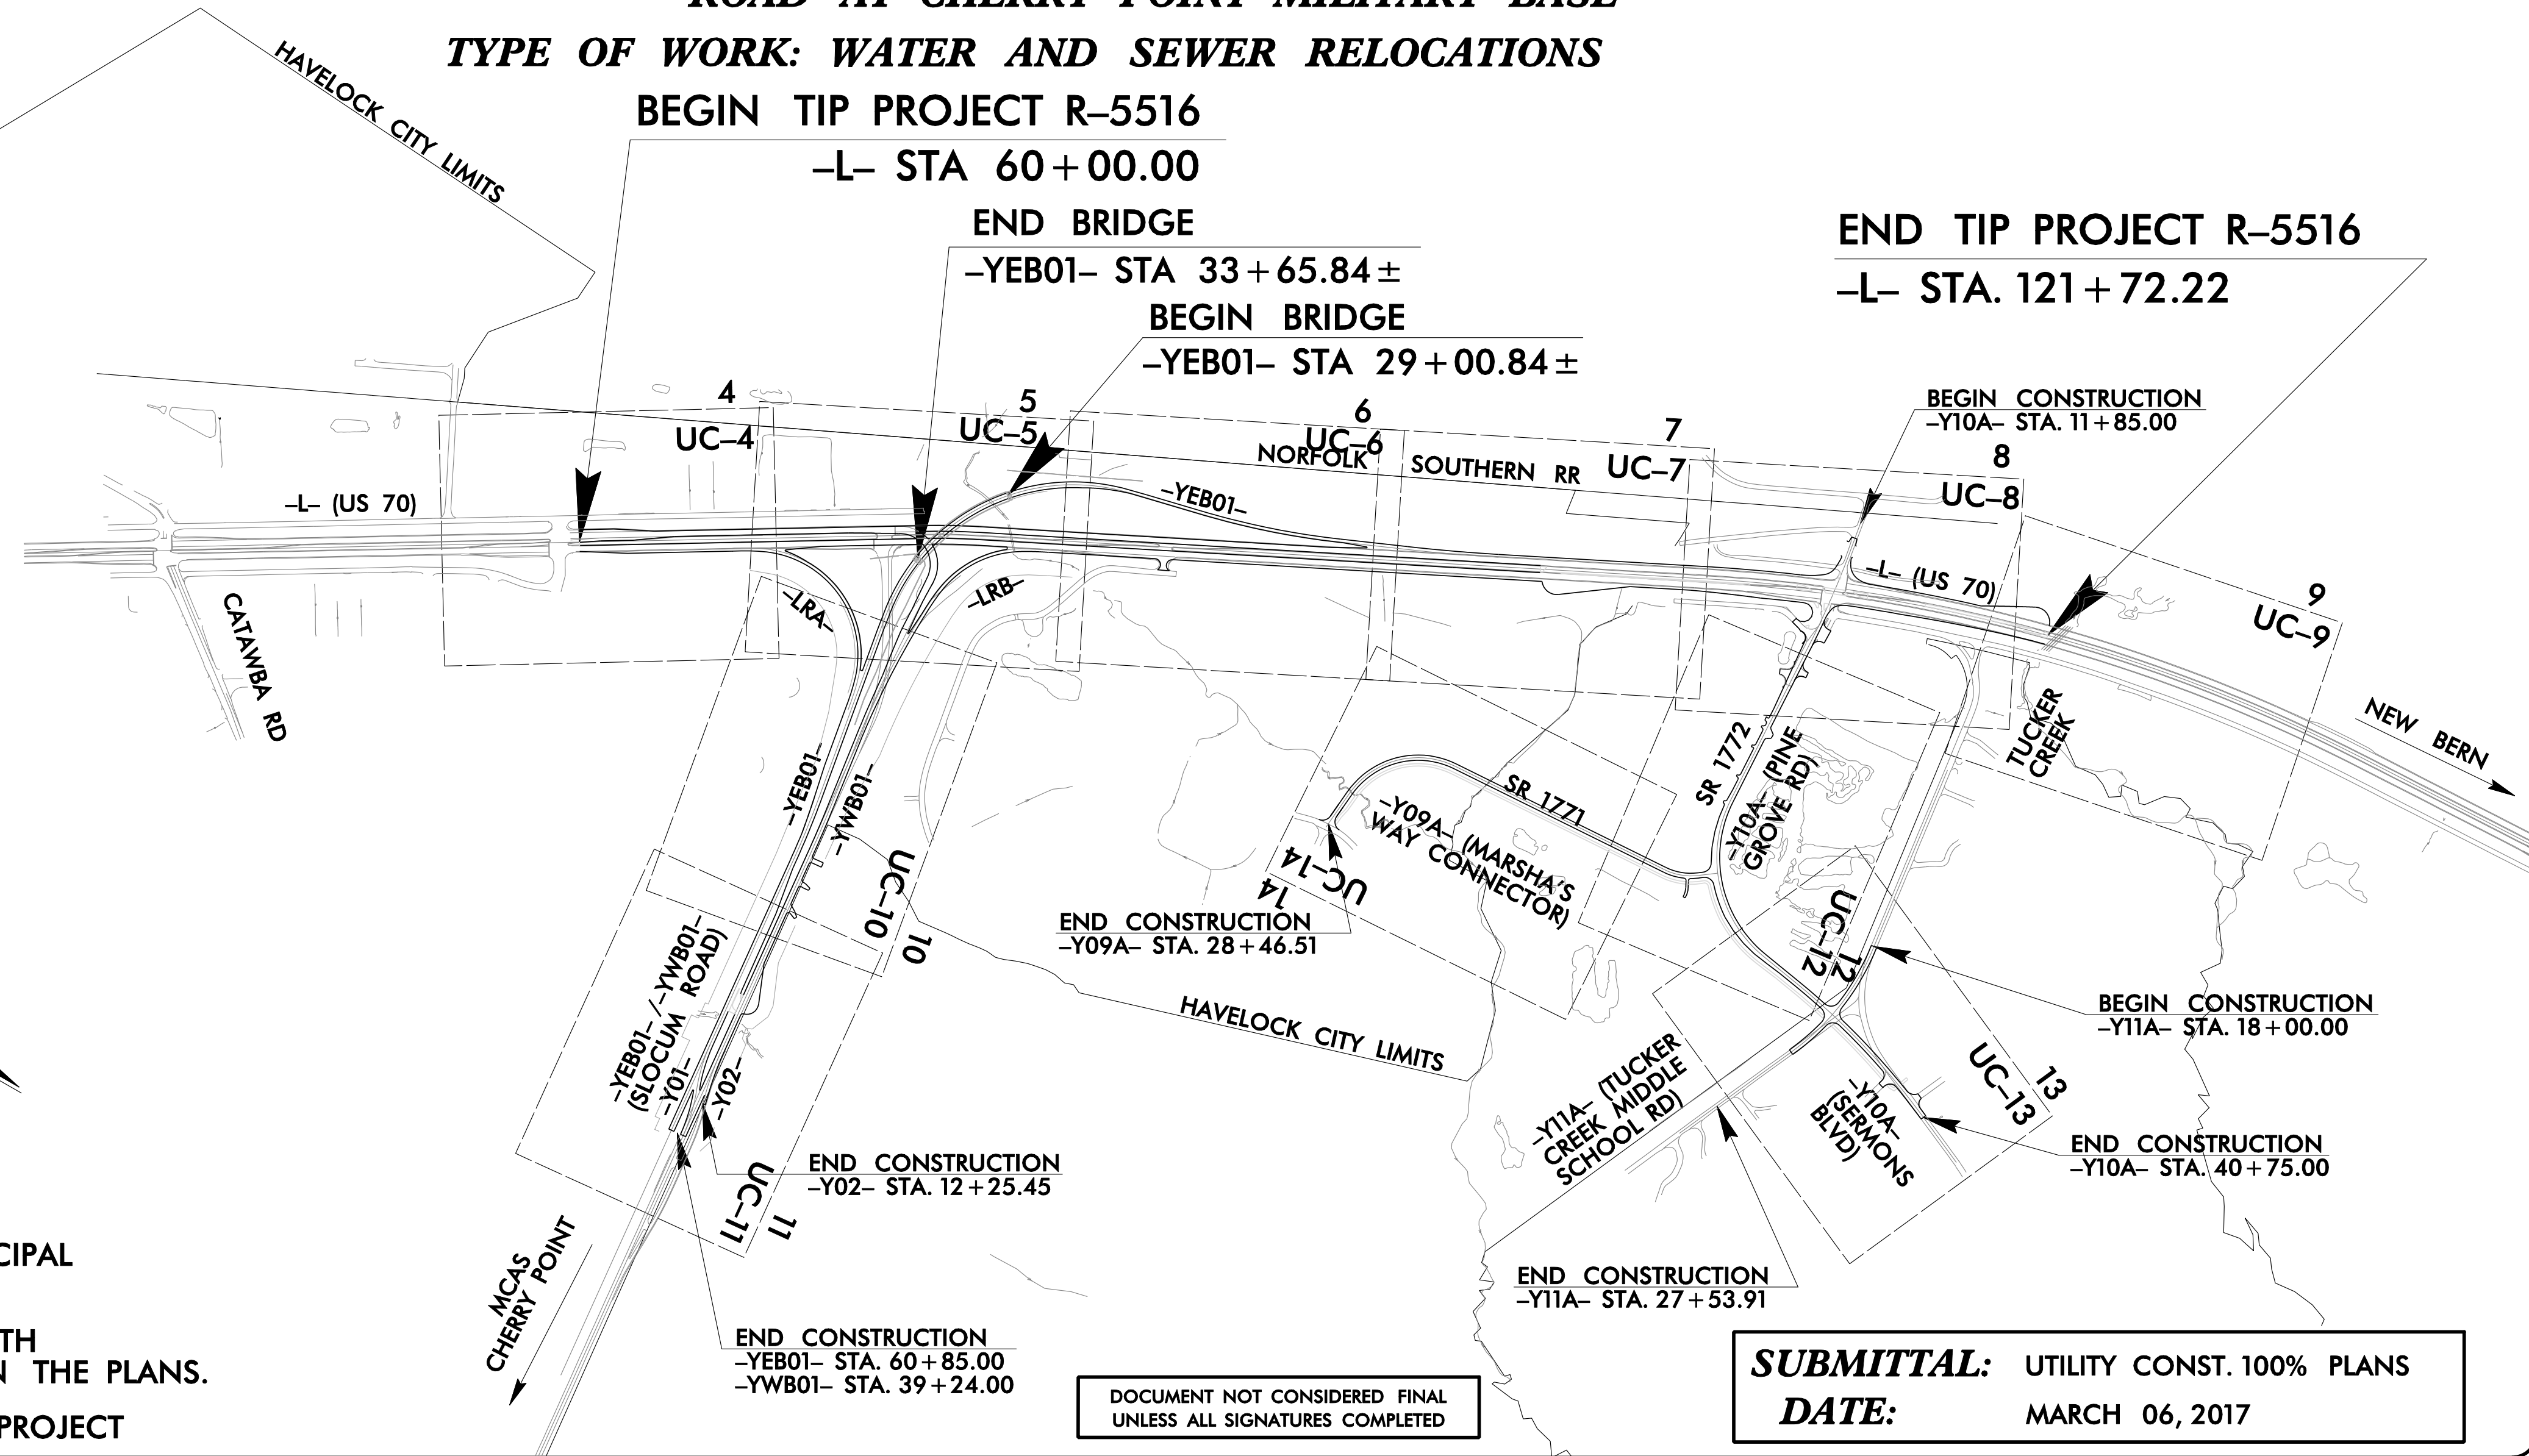 ROAD AT CHERRY POINT MILITARY BASE
TYPE OF WORK: WATER AND SEWER RELOCATIONS
HAVELOCK CITY LIMITS
BEGIN TIP PROJECT R–5516
–L– STA 60+00.00
END BRIDGE
–YEB01– STA 33+65.84±
BEGIN BRIDGE
–YEB01– STA 29+00.84±
END TIP PROJECT R–5516
–L– STA. 121+72.22
BEGIN CONSTRUCTION
–Y10A– STA. 11+85.00
4
UC–4
5
UC–5
6
UC–6
7
UC–7
8
UC–8
9
UC–9
NORFOLK SOUTHERN RR
–L– (US 70)
–YEB01–
–L– (US 70)
–LRA–
–LRB–
CATAWBA RD
TUCKER
CREEK
NEW BERN
–YEB01–
–YWB01–
SR 1772
–Y10A– (PINE
GROVE RD)
SR 1771
–Y09A– (MARSHA'S
WAY CONNECTOR)
UC–14
14
UC–10
10
UC–12
12
END CONSTRUCTION
–Y09A– STA. 28+46.51
–YEB01– /–YWB01–
(SLOCUM ROAD)
–Y01–
–Y02–
HAVELOCK CITY LIMITS
BEGIN CONSTRUCTION
–Y11A– STA. 18+00.00
–Y11A– (TUCKER
CREEK MIDDLE
SCHOOL RD)
–Y10A–
(SERMONS
BLVD)
13
UC–13
END CONSTRUCTION
–Y10A– STA. 40+75.00
END CONSTRUCTION
–Y02– STA. 12+25.45
UC–11
11
MCAS
CHERRY POINT
END CONSTRUCTION
–Y11A– STA. 27+53.91
END CONSTRUCTION
–YEB01– STA. 60+85.00
–YWB01– STA. 39+24.00
CIPAL
TH
N THE PLANS.
PROJECT
DOCUMENT NOT CONSIDERED FINAL
UNLESS ALL SIGNATURES COMPLETED
SUBMITTAL: UTILITY CONST. 100% PLANS
DATE: MARCH 06, 2017